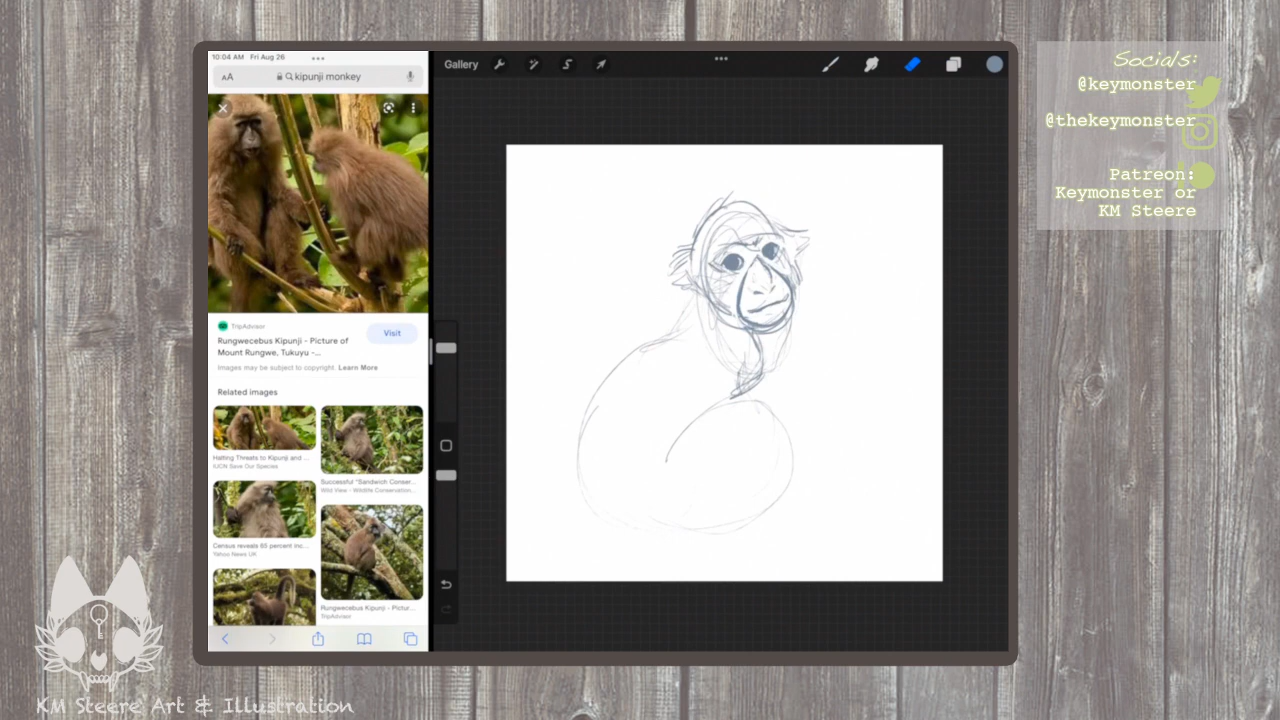 10:04 AM Fri Aug 26
AA
kipunji monkey
TripAdvisor
Rungwecebus Kipunji - Picture of
Mount Rungwe, Tukuyu -...
Visit
Images may be subject to copyright. Learn More
Related images
Halting Threats to Kipunji and ...
IUCN Save Our Species
Successful "Sandwich Conser...
Wild View - Wildlife Conservation...
Census reveals 65 percent inc...
Yahoo News UK
Rungwecebus Kipunji - Pictur...
TripAdvisor
Gallery
Socials:
@keymonster
@thekeymonster
Patreon:
Keymonster or
KM Steere
KM Steere Art & Illustration